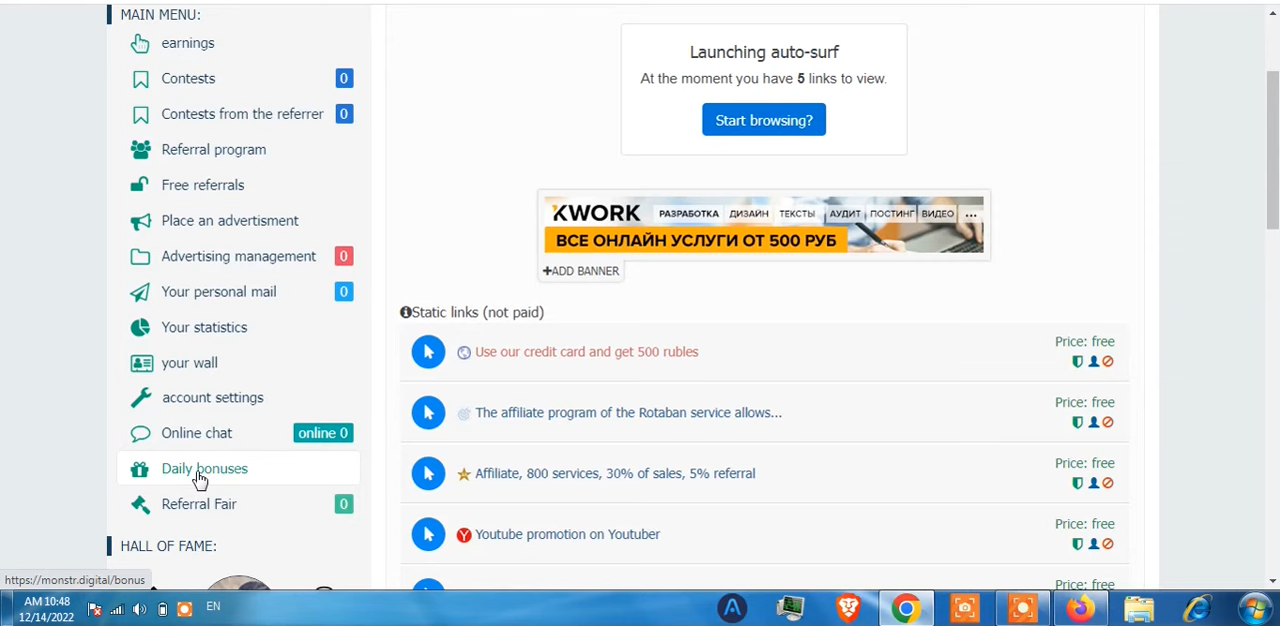 MAIN MENU:
earnings
Contests 0
Contests from the referrer 0
Referral program
Free referrals
Place an advertisment
Advertising management 0
Your personal mail 0
Your statistics
your wall
account settings
Online chat online 0
Daily bonuses
Referral Fair 0
HALL OF FAME:
Launching auto-surf
At the moment you have 5 links to view.
Start browsing?
KWORK РАЗРАБОТКА ДИЗАЙН ТЕКСТЫ АУДИТ ПОСТИНГ ВИДЕО ...
ВСЕ ОНЛАЙН УСЛУГИ ОТ 500 РУБ
+ADD BANNER
Static links (not paid)
Use our credit card and get 500 rubles
Price: free
The affiliate program of the Rotaban service allows...
Price: free
Affiliate, 800 services, 30% of sales, 5% referral
Price: free
Youtube promotion on Youtuber
Price: free
Price: free
https://monstr.digital/bonus
AM 10:48
12/14/2022
EN